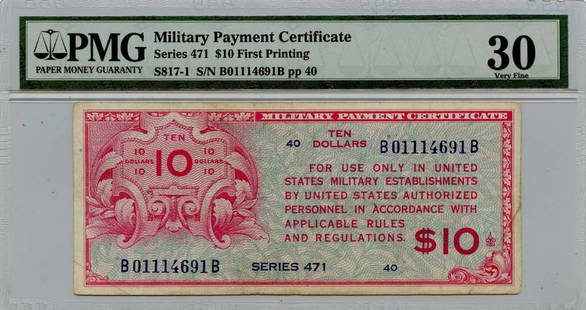 PMG
PAPER MONEY GUARANTY
Military Payment Certificate
Series 471 $10 First Printing
S817-1 S/N B01114691B pp 40
30
Very Fine
MILITARY PAYMENT CERTIFICATE
TEN
DOLLARS
10
10
10
DOLLARS
10
10
TEN
40 DOLLARS
B01114691B
FOR USE ONLY IN UNITED
STATES MILITARY ESTABLISHMENTS
BY UNITED STATES AUTHORIZED
PERSONNEL IN ACCORDANCE WITH
APPLICABLE RULES
AND REGULATIONS.
$10
B01114691B
SERIES 471
40